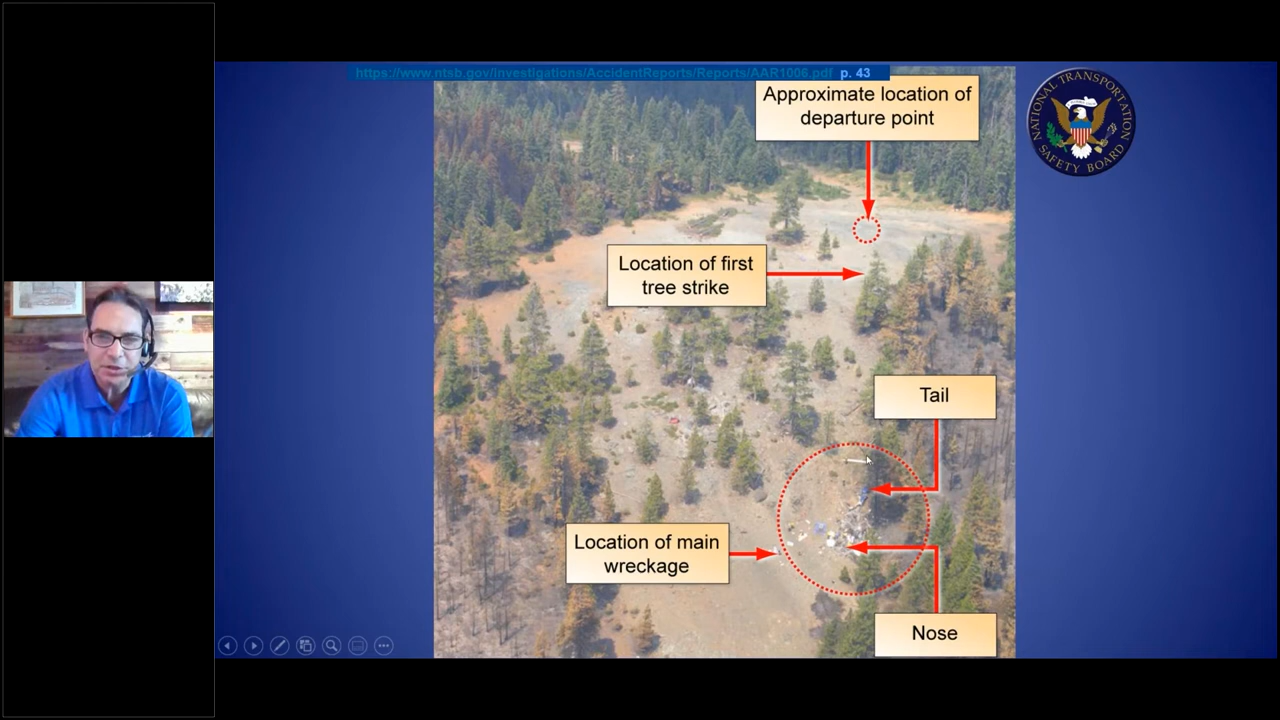 https://www.ntsb.gov/investigations/AccidentReports/Reports/AAR1006.pdf p. 43
Approximate location of
departure point
NATIONAL TRANSPORTATION
SAFETY BOARD
Location of first
tree strike
Tail
Location of main
wreckage
Nose